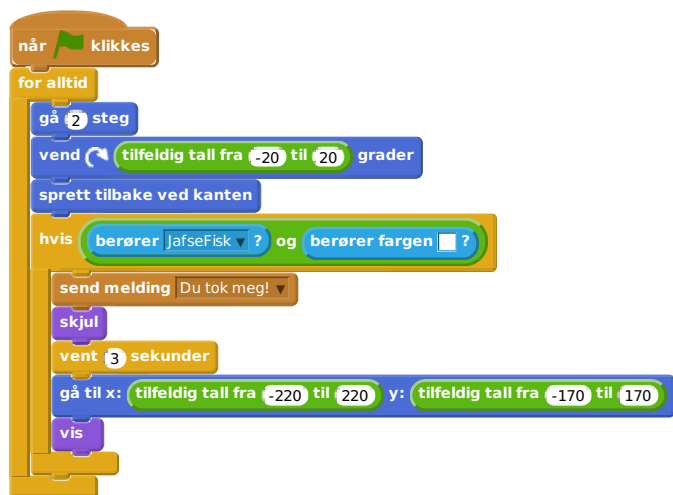 når klikkes
for alltid
gå 2 steg
vend tilfeldig tall fra -20 til 20 grader
sprett tilbake ved kanten
hvis berører JafseFisk ? og berører fargen ?
send melding Du tok meg!
skjul
vent 3 sekunder
gå til x: tilfeldig tall fra -220 til 220 y: tilfeldig tall fra -170 til 170
vis